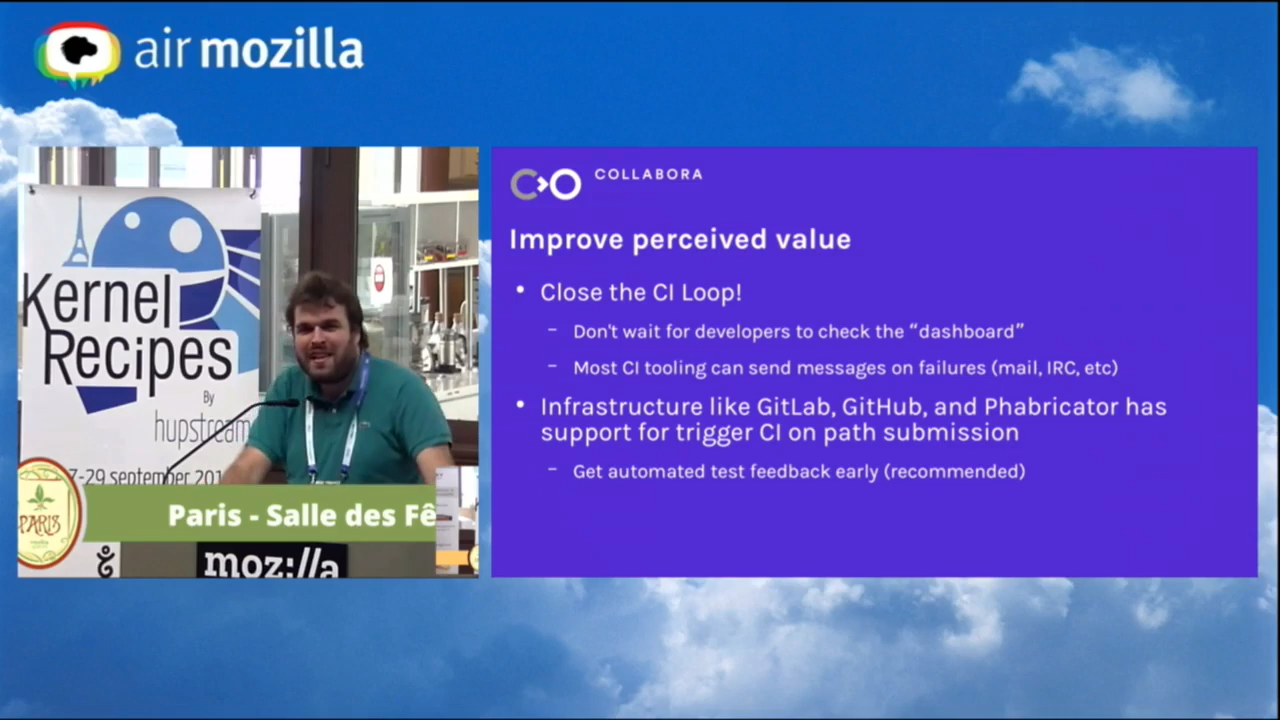 air mozilla
Kernel
Recipes
By
hupstream
7-29 september 201
PARIS
Paris - Salle des Fê
moz://a
COLLABORA
Improve perceived value
• Close the CI Loop!
– Don't wait for developers to check the “dashboard”
– Most CI tooling can send messages on failures (mail, IRC, etc)
• Infrastructure like GitLab, GitHub, and Phabricator has
support for trigger CI on path submission
– Get automated test feedback early (recommended)